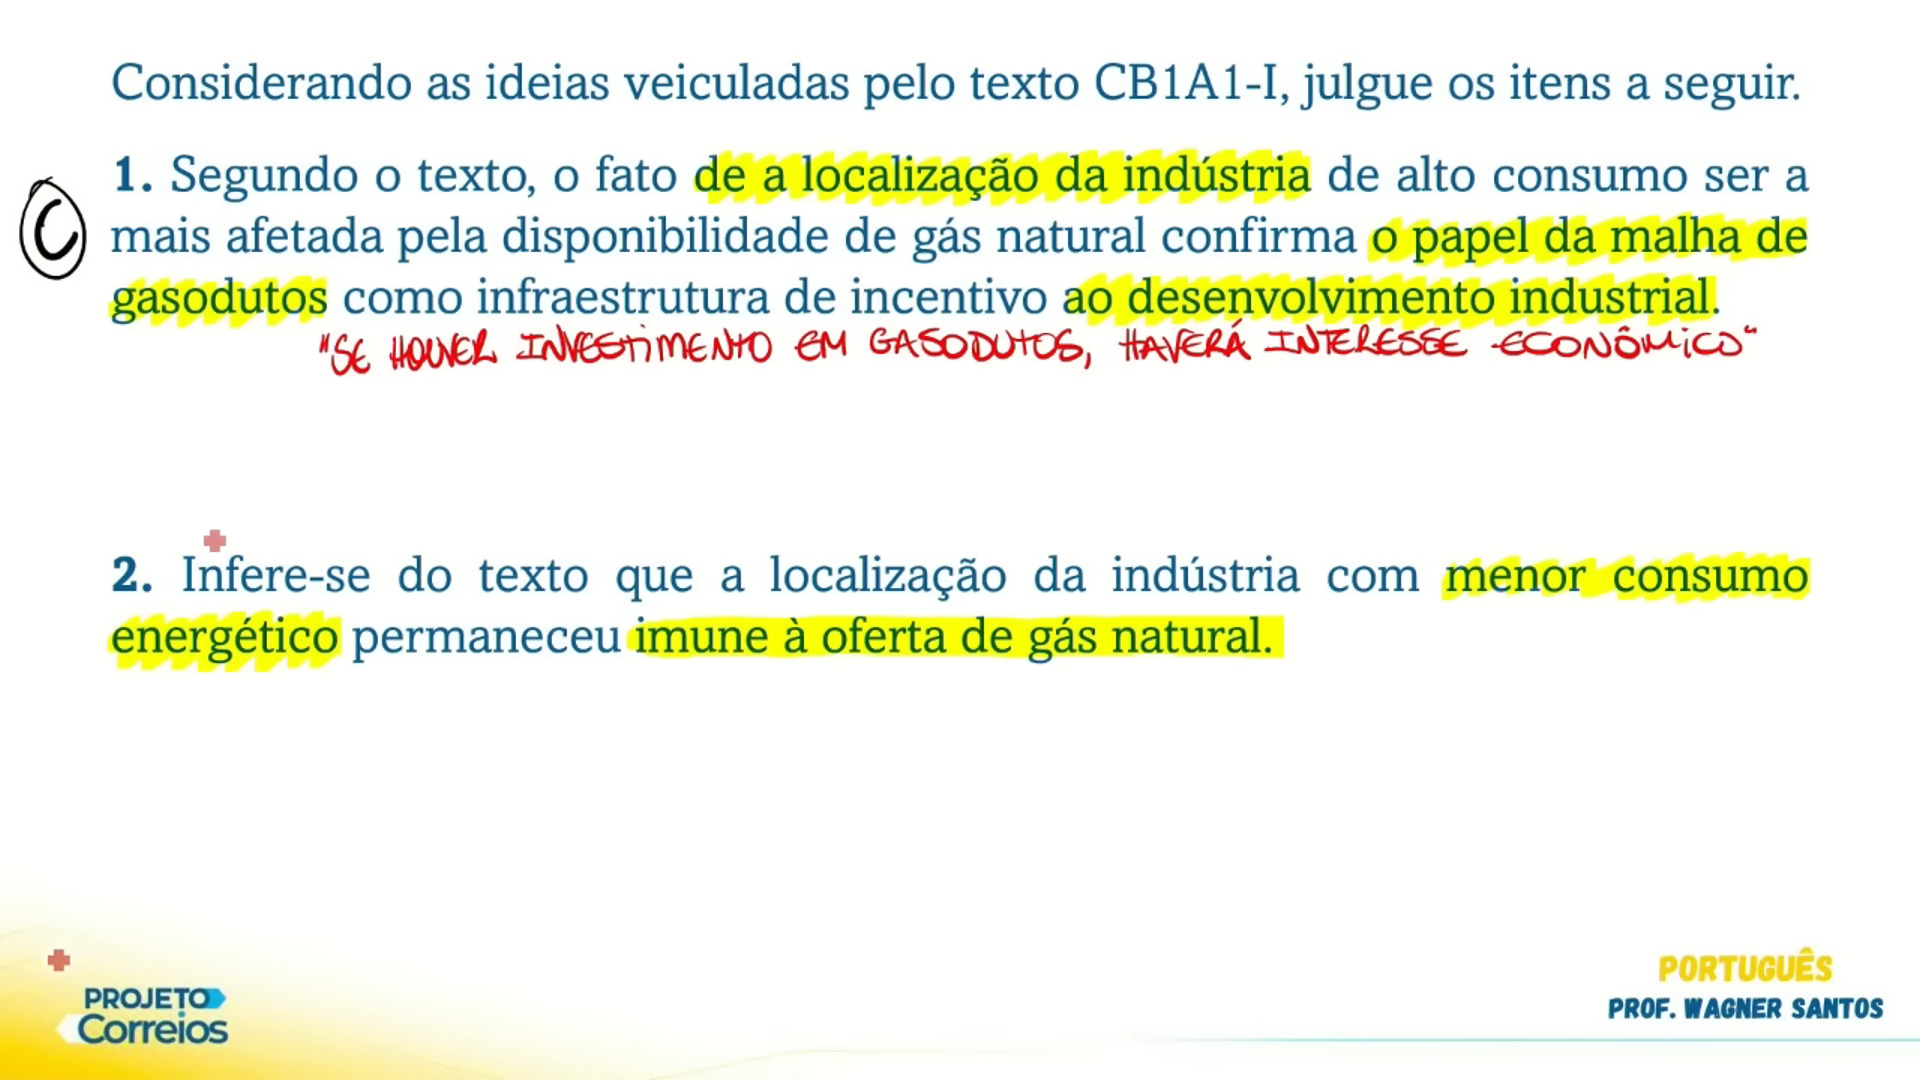 Considerando as ideias veiculadas pelo texto CB1A1-I, julgue os itens a seguir.
1. Segundo o texto, o fato de a localização da indústria de alto consumo ser a
C
mais afetada pela disponibilidade de gás natural confirma o papel da malha de
gasodutos como infraestrutura de incentivo ao desenvolvimento industrial.
"SE HOUVER INVESTIMENTO EM GASODUTOS, HAVERÁ INTERESSE ECONÔMICO"
2. Infere-se do texto que a localização da indústria com menor consumo
energético permaneceu imune à oferta de gás natural.
PROJETO
Correios
PORTUGUÊS
PROF. WAGNER SANTOS